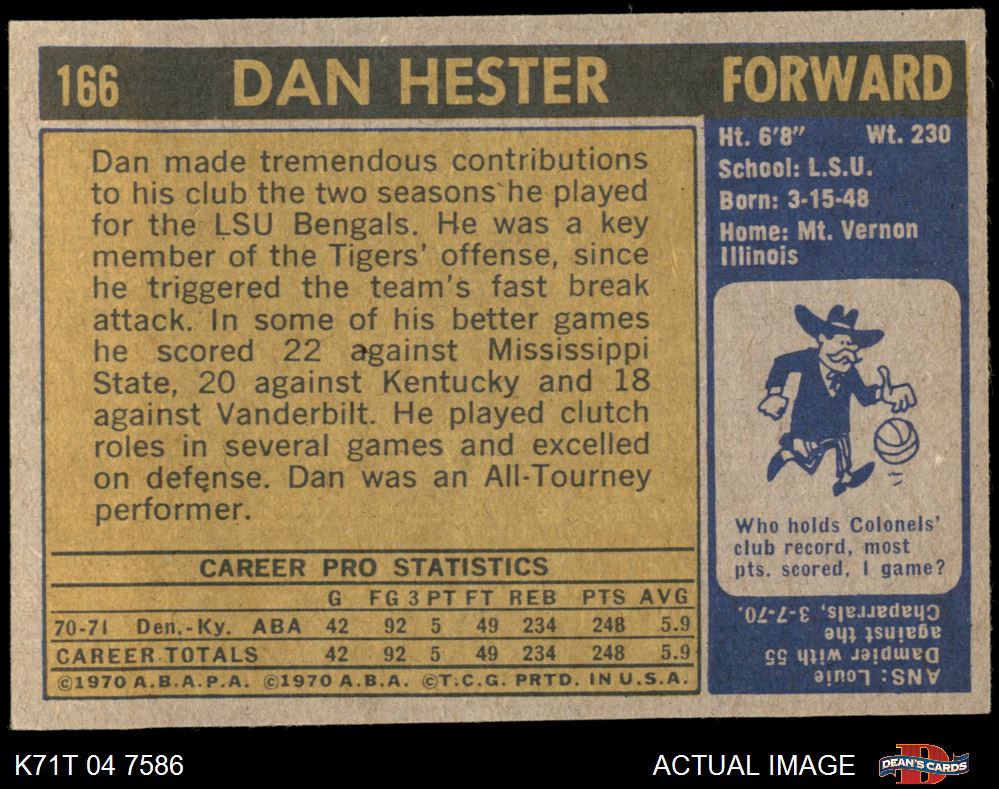 166 DAN HESTER FORWARD
Dan made tremendous contributions
to his club the two seasons he played
for the LSU Bengals. He was a key
member of the Tigers' offense, since
he triggered the team's fast break
attack. In some of his better games
he scored 22 against Mississippi
State, 20 against Kentucky and 18
against Vanderbilt. He played clutch
roles in several games and excelled
on defense. Dan was an All-Tourney
performer.
CAREER PRO STATISTICS
G FG 3 PT FT REB PTS AVG
70-71 Den.-Ky. ABA 42 92 5 49 234 248 5.9
CAREER TOTALS 42 92 5 49 234 248 5.9
©1970 A.B.A.P.A. ©1970 A.B.A. ©T.C.G. PRTD. IN U.S.A.
Ht. 6'8" Wt. 230
School: L.S.U.
Born: 3-15-48
Home: Mt. Vernon
Illinois
Who holds Colonels'
club record, most
pts. scored, 1 game?
ANS: Louie
Dampier with 55
against the
Chaparrals, 3-7-70.
K71T 04 7586 ACTUAL IMAGE
D
DEAN'S CARDS